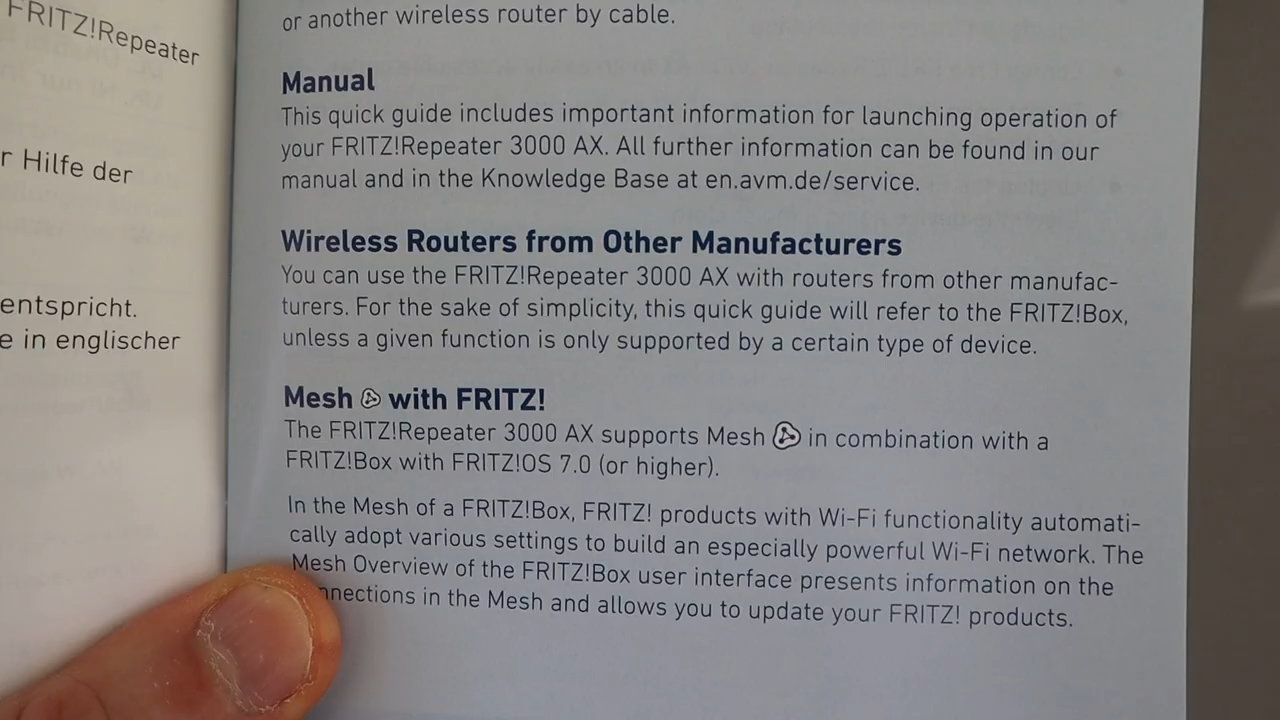 FRITZ!Repeater
r Hilfe der
entspricht.
e in englischer
or another wireless router by cable.
Manual
This quick guide includes important information for launching operation of
your FRITZ!Repeater 3000 AX. All further information can be found in our
manual and in the Knowledge Base at en.avm.de/service.
Wireless Routers from Other Manufacturers
You can use the FRITZ!Repeater 3000 AX with routers from other manufac-
turers. For the sake of simplicity, this quick guide will refer to the FRITZ!Box,
unless a given function is only supported by a certain type of device.
Mesh with FRITZ!
The FRITZ!Repeater 3000 AX supports Mesh in combination with a
FRITZ!Box with FRITZ!OS 7.0 (or higher).
In the Mesh of a FRITZ!Box, FRITZ! products with Wi-Fi functionality automati-
cally adopt various settings to build an especially powerful Wi-Fi network. The
Mesh Overview of the FRITZ!Box user interface presents information on the
nnections in the Mesh and allows you to update your FRITZ! products.